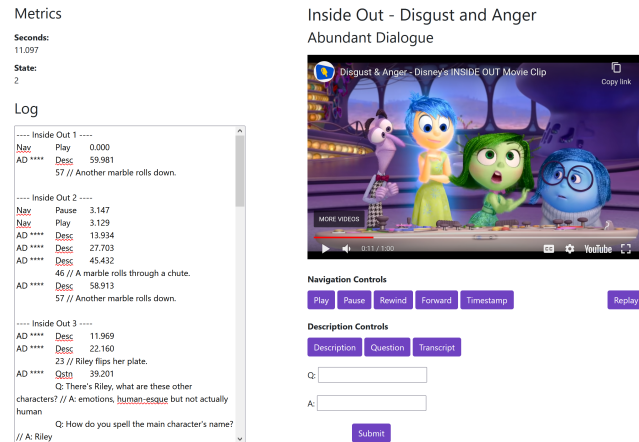 Metrics
Seconds:
11.097
State:
2
Log
---- Inside Out 1 ----
Nav Play 0.000
AD **** Desc 59.981
57 // Another marble rolls down.
---- Inside Out 2 ----
Nav Pause 3.147
Nav Play 3.129
AD **** Desc 13.934
AD **** Desc 27.703
AD **** Desc 45.432
46 // A marble rolls through a chute.
AD **** Desc 58.913
57 // Another marble rolls down.
---- Inside Out 3 ----
AD **** Desc 11.969
AD **** Desc 22.160
23 // Riley flips her plate.
AD **** Qstn 39.201
Q: There's Riley, what are these other
characters? // A: emotions, human-esque but not actually
human
Q: How do you spell the main character's name?
// A: Riley
Inside Out - Disgust and Anger
Abundant Dialogue
Disgust & Anger - Disney's INSIDE OUT Movie Clip
Copy link
MORE VIDEOS
0:11 / 1:00
CC
YouTube
Navigation Controls
Play Pause Rewind Forward Timestamp Replay
Description Controls
Description Question Transcript
Q:
A:
Submit